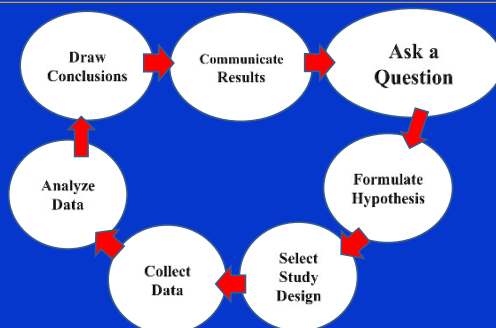 Draw
Conclusions
Communicate
Results
Ask a
Question
Formulate
Hypothesis
Select
Study
Design
Collect
Data
Analyze
Data